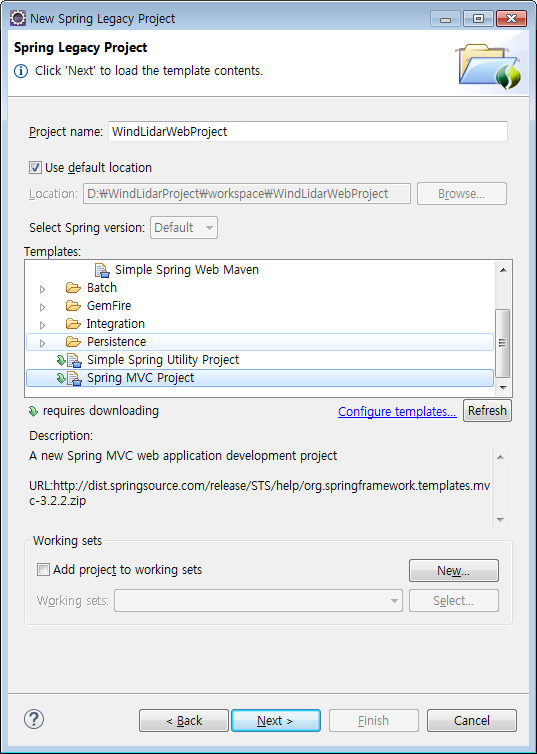 New Spring Legacy Project
Spring Legacy Project
Click 'Next' to load the template contents.
Project name: WindLidarWebProject
Use default location
Location: D:₩WindLidarProject₩workspace₩WindLidarWebProject Browse...
Select Spring version: Default
Templates:
Simple Spring Web Maven
Batch
GemFire
Integration
Persistence
Simple Spring Utility Project
Spring MVC Project
requires downloading Configure templates... Refresh
Description:
A new Spring MVC web application development project
URL:http://dist.springsource.com/release/STS/help/org.springframework.templates.mv
c-3.2.2.zip
Working sets
Add project to working sets New...
Working sets: Select...
? < Back Next > Finish Cancel